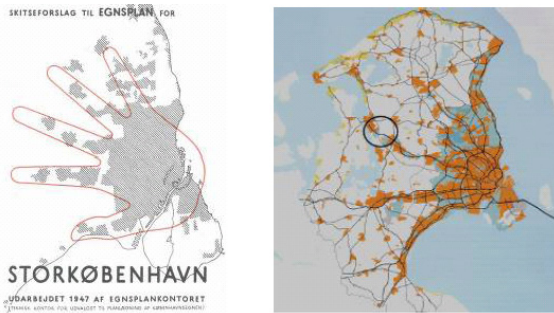 SKITSEFORSLAG TIL EGNSPLAN FOR
STORKØBENHAVN
UDARBEJDET 1947 AF EGNSPLANKONTORET